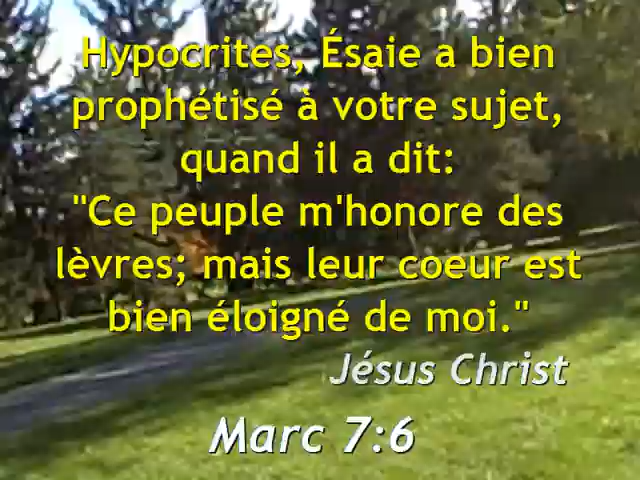 Hypocrites, Ésaie a bien
prophétisé à votre sujet,
quand il a dit:
"Ce peuple m'honore des
lèvres; mais leur coeur est
bien éloigné de moi."
Jésus Christ
Marc 7:6